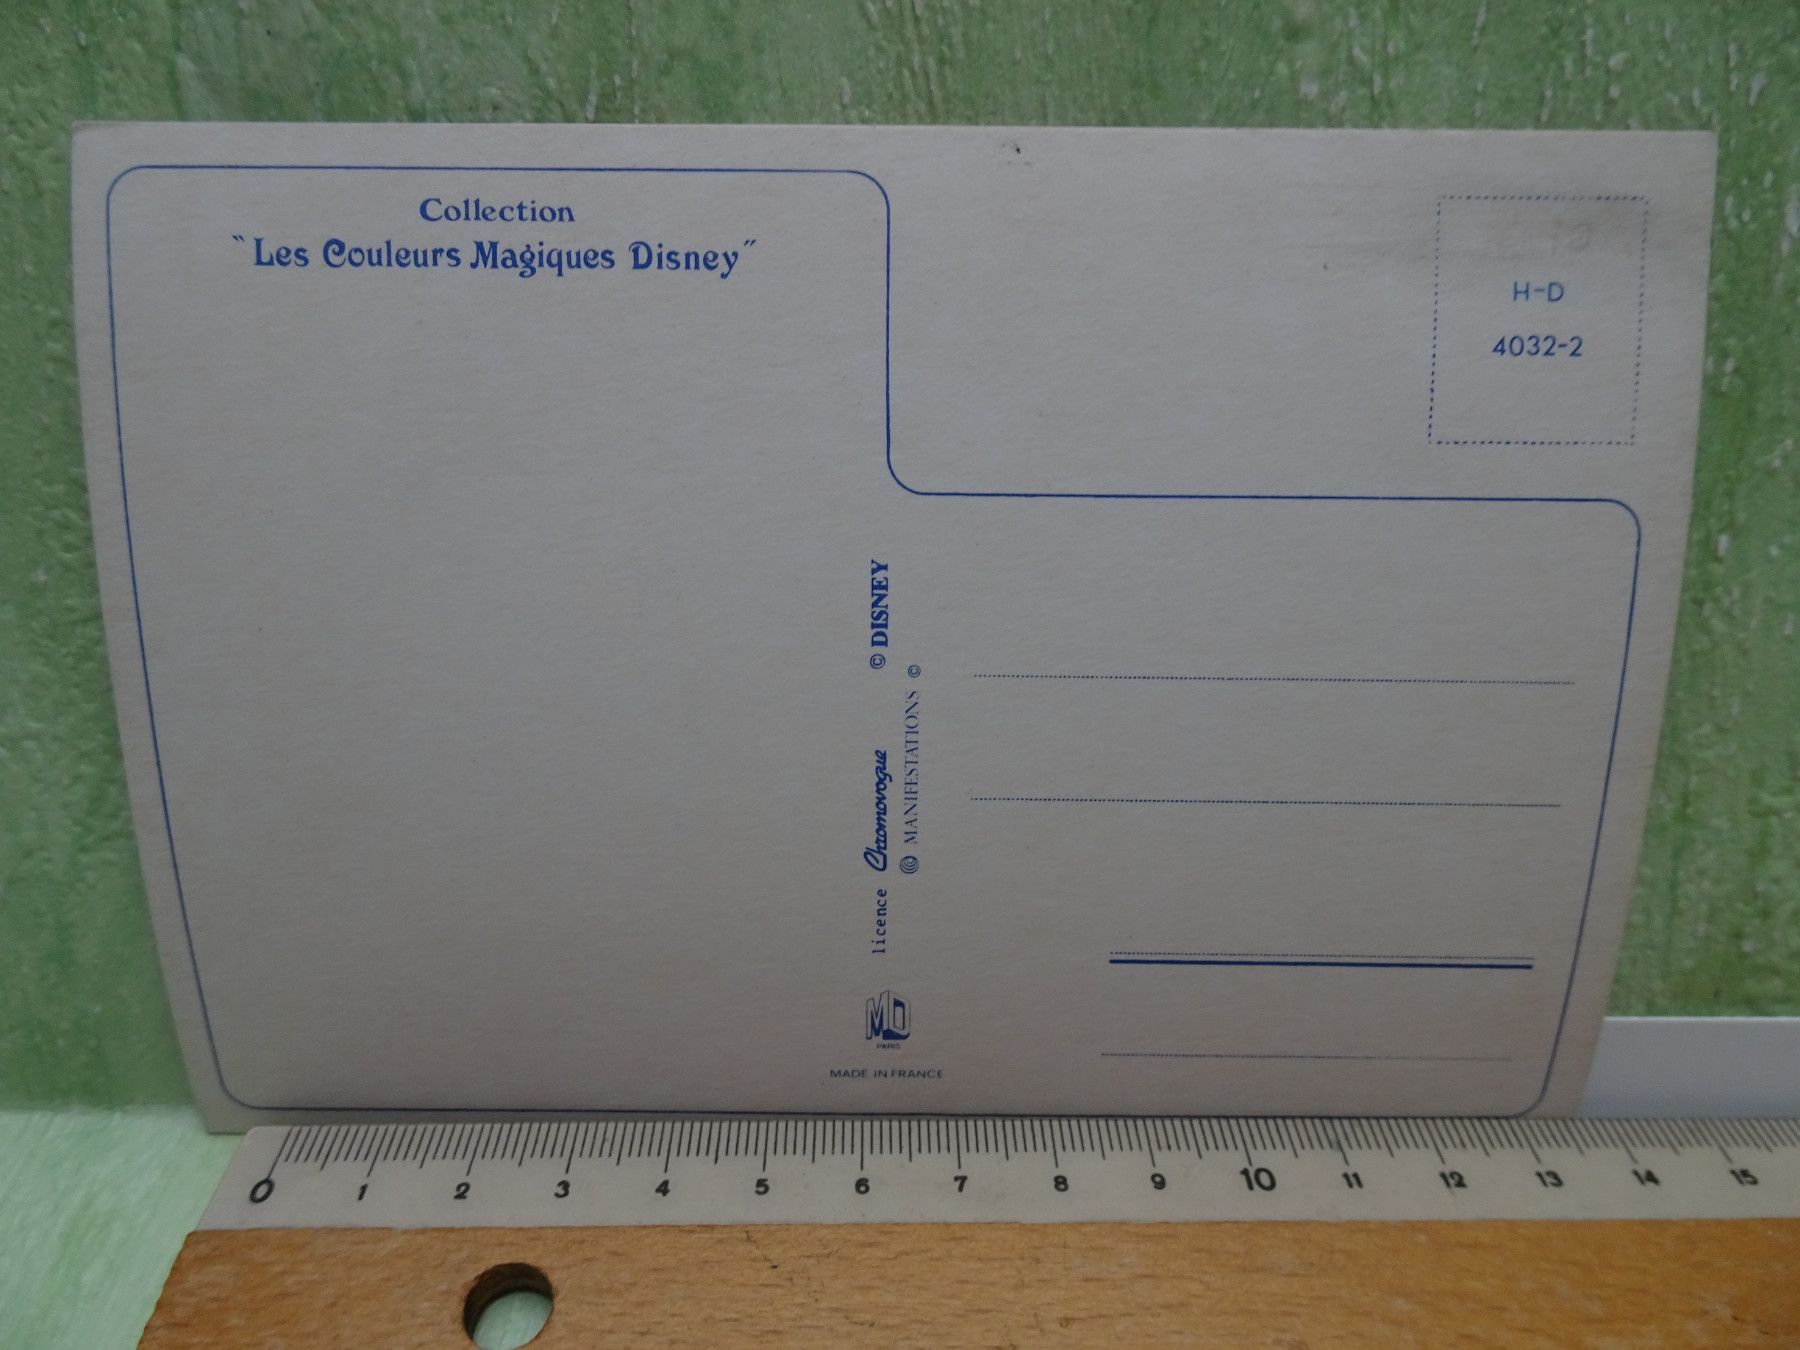 Collection
"Les Couleurs Magiques Disney"
H-D
4032-2
licence Chromovogue © DISNEY
MANIFESTATIONS ©
MD
PARIS
MADE IN FRANCE
0 1 2 3 4 5 6 7 8 9 10 11 12 13 14 15